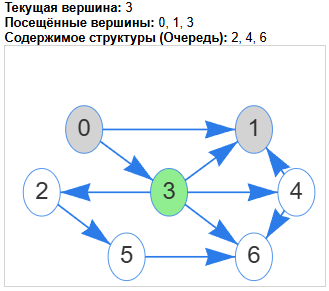 Текущая вершина: 3
Посещённые вершины: 0, 1, 3
Содержимое структуры (Очередь): 2, 4, 6
0 1
2 3 4
5 6